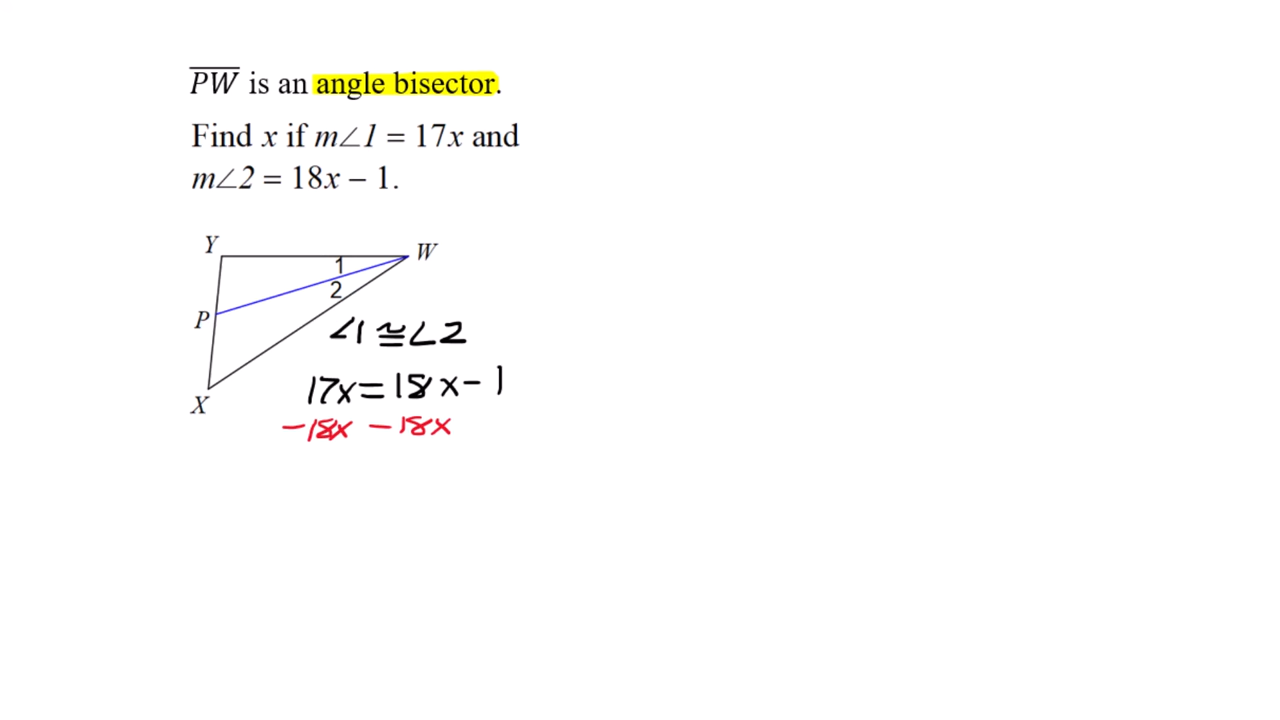 PW is an angle bisector.
Find x if m∠1 = 17x and
m∠2 = 18x − 1.
Y
W
1
2
P
∠1 ≅ ∠2
17x = 18x − 1
X
−18x −18x